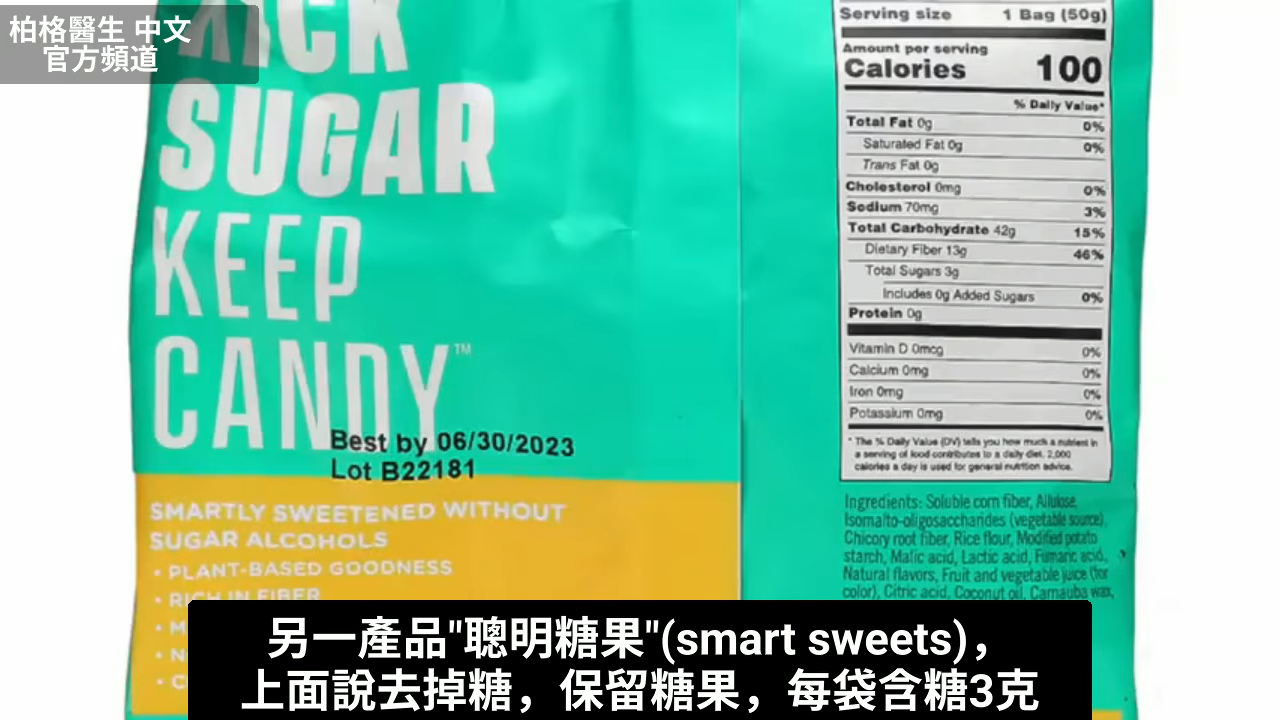 柏格醫生 中文
官方頻道
KICK
SUGAR
KEEP
CANDY™
Best by 06/30/2023
Lot B22181
SMARTLY SWEETENED WITHOUT
SUGAR ALCOHOLS
• PLANT-BASED GOODNESS
• RICH IN FIBER
Serving size 1 Bag (50g)
Amount per serving
Calories 100
% Daily Value*
Total Fat 0g 0%
Saturated Fat 0g 0%
Trans Fat 0g
Cholesterol 0mg 0%
Sodium 70mg 3%
Total Carbohydrate 42g 15%
Dietary Fiber 13g 46%
Total Sugars 3g
Includes 0g Added Sugars 0%
Protein 0g
Vitamin D 0mcg 0%
Calcium 0mg 0%
Iron 0mg 0%
Potassium 0mg 0%
* The % Daily Value (DV) tells you how much a nutrient in
a serving of food contributes to a daily diet. 2,000
calories a day is used for general nutrition advice.
Ingredients: Soluble corn fiber, Allulose,
Isomalto-oligosaccharides (vegetable source),
Chicory root fiber, Rice flour, Modified potato
starch, Malic acid, Lactic acid, Fumaric acid,
Natural flavors, Fruit and vegetable juice (for
color), Citric acid, Coconut oil, Carnauba wax,
另一產品"聰明糖果"(smart sweets)，
上面說去掉糖，保留糖果，每袋含糖3克